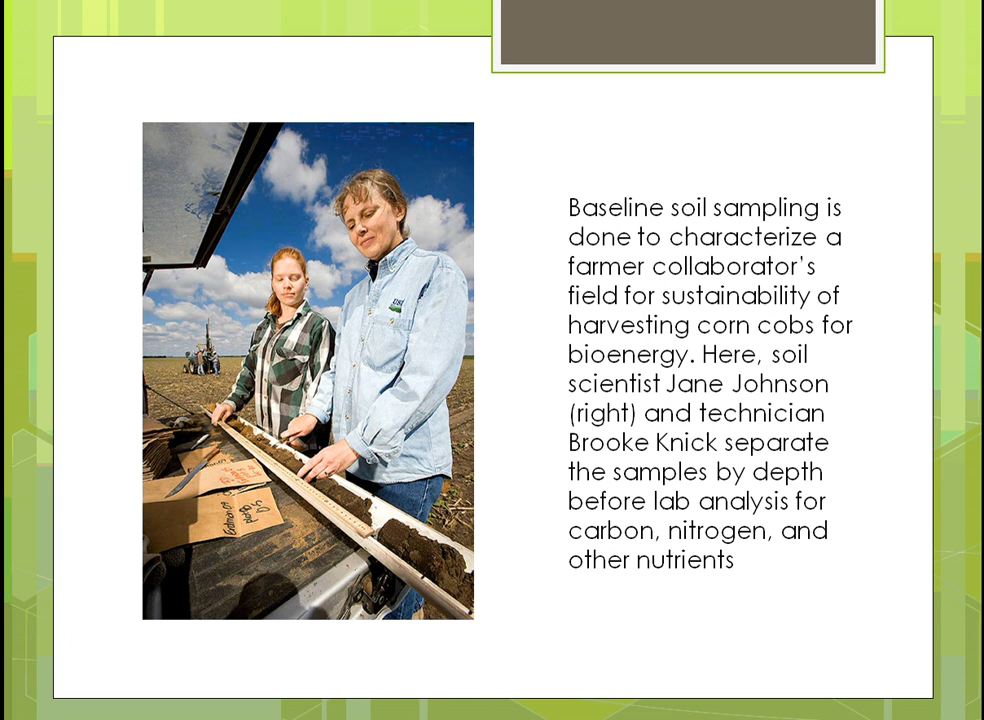 Baseline soil sampling is
done to characterize a
farmer collaborator's
field for sustainability of
harvesting corn cobs for
bioenergy. Here, soil
scientist Jane Johnson
(right) and technician
Brooke Knick separate
the samples by depth
before lab analysis for
carbon, nitrogen, and
other nutrients